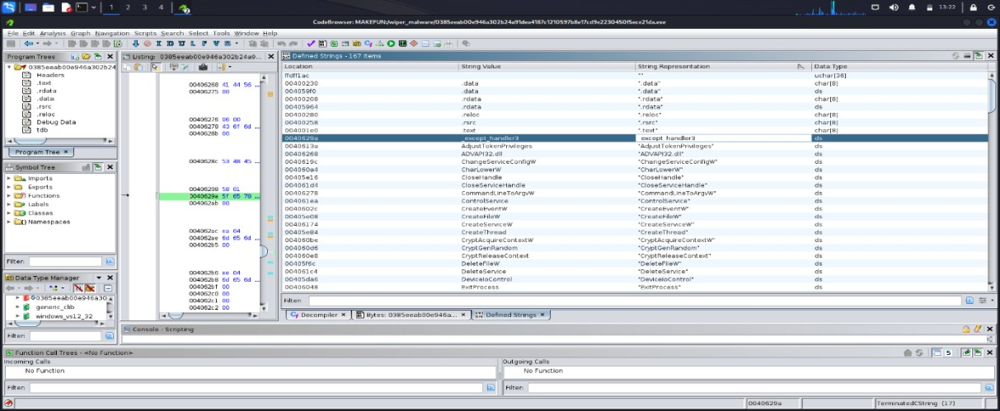 1 2 3 4 13:22
CodeBrowser: MAKEFUN:/wiper_malware/0385eeab00e946a302b24a91dea4187c1210597b8e17cd9e2230450f5ece21da.exe
File Edit Analysis Graph Navigation Scripts Search Select Tools Window Help
I D U L F V B
Program Trees
0385eeab00e946a302b24
Headers
.text
.rdata
.data
.rsrc
.reloc
Debug Data
tdb
Program Tree ×
Symbol Tree
Imports
Exports
Functions
Labels
Classes
Namespaces
Filter:
Data Type Manager
0385eeab00e946a30
generic_clib
windows_vs12_32
Filter:
Listing: 0385eeab00e946a302b24a9...
00406268 41 44 56 ...
00406275 00
00406276 06 00
00406278 43 6f 6d ...
0040628b 00
0040628c 53 48 45 ...
00406298 58 01
0040629a 5f 65 78 ...
004062ab 00
004062ac ea 04
004062ae 6d 65 6d ...
004062b5 00
004062b6 ee 04
004062b8 6d 65 6d ...
004062bf 00
004062c0 00
004062c1 00
004062c2 00
Defined Strings - 167 items
Location String Value String Representation Data Type
ffdff1ac "" uchar[36]
00400230 .data ".data" char[8]
004059f0 .data ".data" ds
00400208 .rdata ".rdata" char[8]
00405964 .rdata ".rdata" ds
00400280 .reloc ".reloc" char[8]
00400258 .rsrc ".rsrc" char[8]
004001e0 .text ".text" char[8]
0040629a _except_handler3 _except_handler3 ds
0040613a AdjustTokenPrivileges "AdjustTokenPrivileges" ds
00406268 ADVAPI32.dll "ADVAPI32.dll" ds
0040619c ChangeServiceConfigW "ChangeServiceConfigW" ds
004060a4 CharLowerW "CharLowerW" ds
00405e16 CloseHandle "CloseHandle" ds
004061d4 CloseServiceHandle "CloseServiceHandle" ds
00406278 CommandLineToArgvW "CommandLineToArgvW" ds
004061ea ControlService "ControlService" ds
0040602c CreateEventW "CreateEventW" ds
00405e08 CreateFileW "CreateFileW" ds
00406174 CreateServiceW "CreateServiceW" ds
00405e84 CreateThread "CreateThread" ds
004060be CryptAcquireContextW "CryptAcquireContextW" ds
004060d6 CryptGenRandom "CryptGenRandom" ds
004060e8 CryptReleaseContext "CryptReleaseContext" ds
00405f6c DeleteFileW "DeleteFileW" ds
004061c4 DeleteService "DeleteService" ds
00405da6 DeviceIoControl "DeviceIoControl" ds
00406048 ExitProcess "ExitProcess" ds
Filter:
Decompiler × Bytes: 0385eeab00e946a... × Defined Strings ×
Console - Scripting
Function Call Trees - <No Function>
5
Incoming Calls Outgoing Calls
No Function No Function
Filter: Filter:
0040629a TerminatedCString (17)